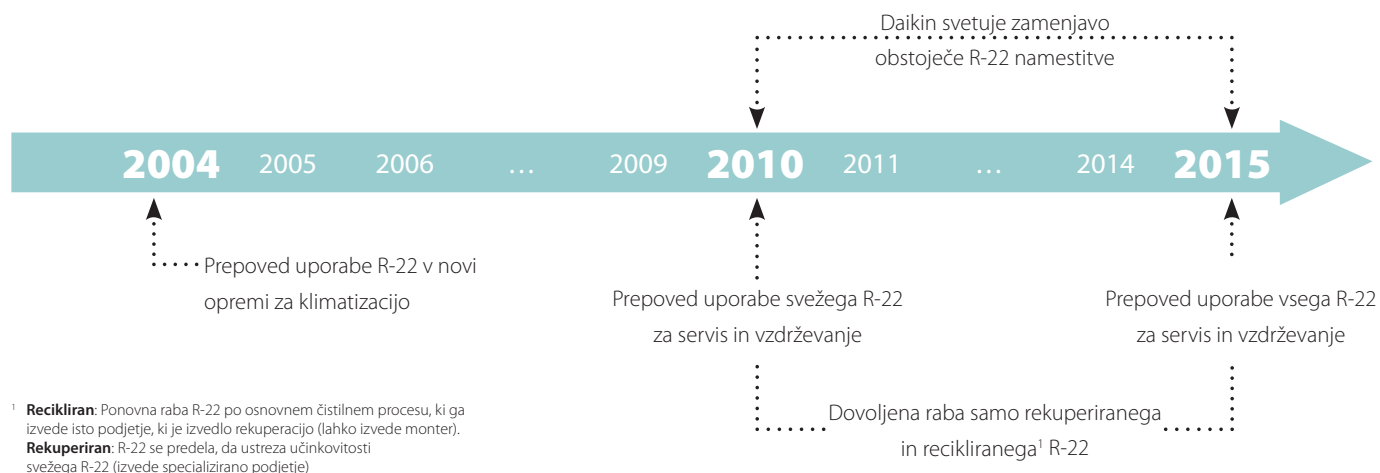 Daikin svetuje zamenjavo
obstoječe R-22 namestitve
2004 2005 2006 … 2009 2010 2011 … 2014 2015
Prepoved uporabe R-22 v novi
opremi za klimatizacijo
Prepoved uporabe svežega R-22
za servis in vzdrževanje
Prepoved uporabe vsega R-22
za servis in vzdrževanje
Dovoljena raba samo rekuperiranega
in recikliranega¹ R-22
¹ Recikliran: Ponovna raba R-22 po osnovnem čistilnem procesu, ki ga
izvede isto podjetje, ki je izvedlo rekuperacijo (lahko izvede monter).
Rekuperiran: R-22 se predela, da ustreza učinkovitosti
svežega R-22 (izvede specializirano podjetje)